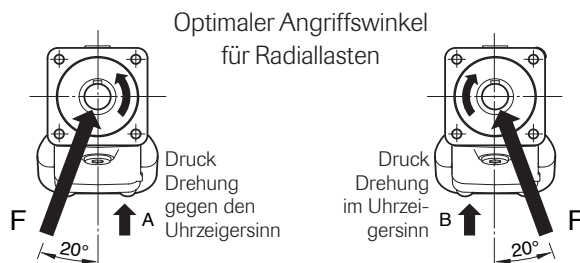 Optimaler Angriffswinkel
für Radiallasten
Druck
Drehung
gegen den
Uhrzeigersinn
A
F
20°
Druck
Drehung
im Uhrzei-
gersinn
B
F
20°